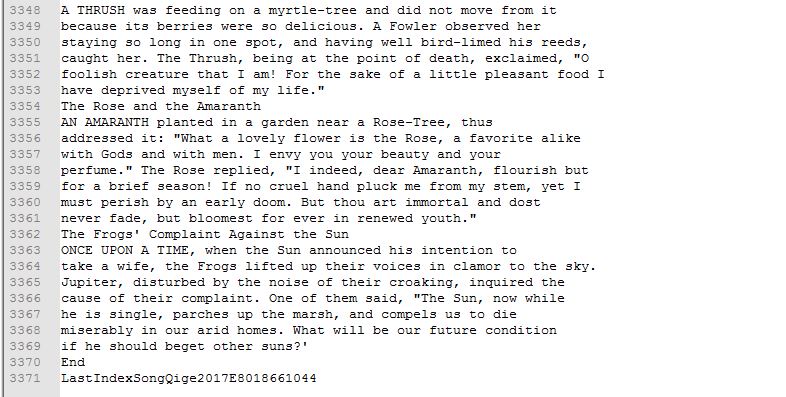 3348 A THRUSH was feeding on a myrtle-tree and did not move from it
3349 because its berries were so delicious. A Fowler observed her
3350 staying so long in one spot, and having well bird-limed his reeds,
3351 caught her. The Thrush, being at the point of death, exclaimed, "O
3352 foolish creature that I am! For the sake of a little pleasant food I
3353 have deprived myself of my life."
3354 The Rose and the Amaranth
3355 AN AMARANTH planted in a garden near a Rose-Tree, thus
3356 addressed it: "What a lovely flower is the Rose, a favorite alike
3357 with Gods and with men. I envy you your beauty and your
3358 perfume." The Rose replied, "I indeed, dear Amaranth, flourish but
3359 for a brief season! If no cruel hand pluck me from my stem, yet I
3360 must perish by an early doom. But thou art immortal and dost
3361 never fade, but bloomest for ever in renewed youth."
3362 The Frogs' Complaint Against the Sun
3363 ONCE UPON A TIME, when the Sun announced his intention to
3364 take a wife, the Frogs lifted up their voices in clamor to the sky.
3365 Jupiter, disturbed by the noise of their croaking, inquired the
3366 cause of their complaint. One of them said, "The Sun, now while
3367 he is single, parches up the marsh, and compels us to die
3368 miserably in our arid homes. What will be our future condition
3369 if he should beget other suns?'
3370 End
3371 LastIndexSongQige2017E8018661044